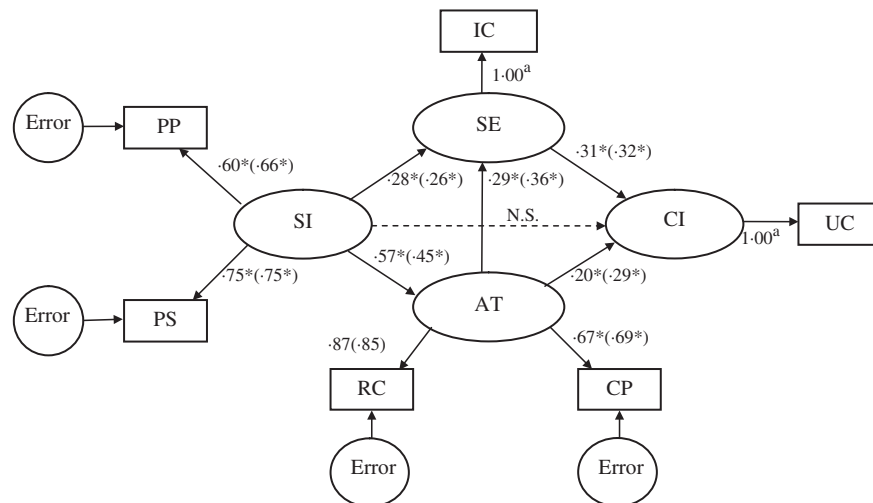 IC
1·00a
Error
PP
SE
·60*(·66*)
·31*(·32*)
·28*(·26*)
·29*(·36*)
SI
N.S.
CI
UC
1·00a
·57*(·45*)
·75*(·75*)
·20*(·29*)
Error
PS
AT
·87(·85)
·67*(·69*)
RC
CP
Error
Error